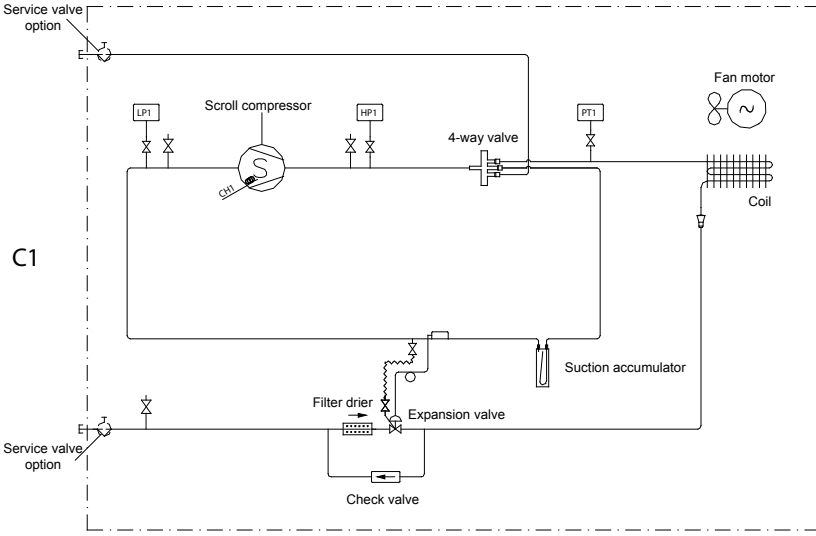 Service valve
option
Fan motor
Scroll compressor
LP1
HP1
PT1
4-way valve
~
S
CH1
Coil
C1
Suction accumulator
Filter drier
Expansion valve
Service valve
option
Check valve